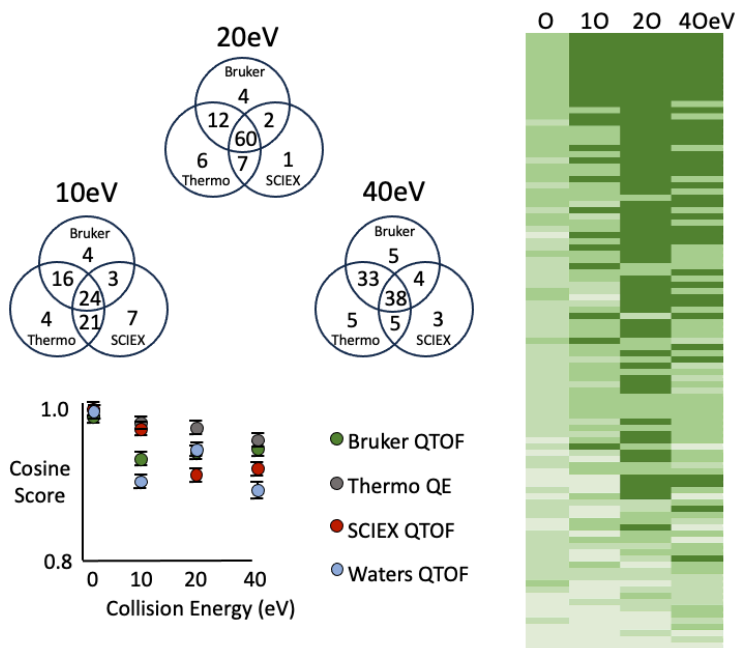 0 10 20 40eV
20eV
Bruker
4
12 2
60
6 7 1
Thermo SCIEX
10eV
Bruker
4
16 3
24
4 21 7
Thermo SCIEX
40eV
Bruker
5
33 4
38
5 5 3
Thermo SCIEX
1.0
Cosine
Score
0.8
0 10 20 40
Collision Energy (eV)
Bruker QTOF
Thermo QE
SCIEX QTOF
Waters QTOF